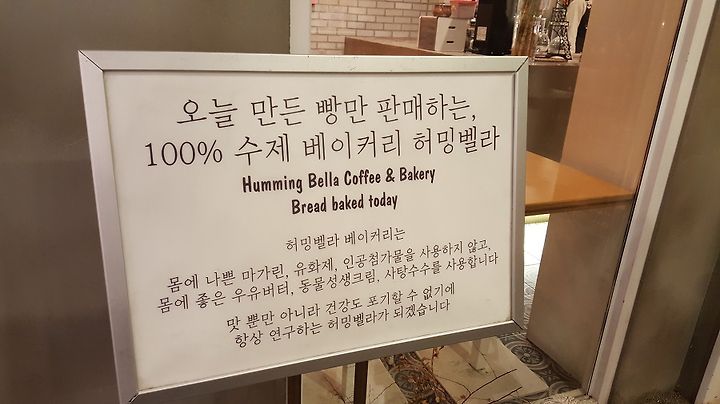 오늘 만든 빵만 판매하는,
100% 수제 베이커리 허밍벨라
Humming Bella Coffee & Bakery
Bread baked today
허밍벨라 베이커리는
몸에 나쁜 마가린, 유화제, 인공첨가물을 사용하지 않고,
몸에 좋은 우유버터, 동물성생크림, 사탕수수를 사용합니다
맛 뿐만 아니라 건강도 포기할 수 없기에
항상 연구하는 허밍벨라가 되겠습니다